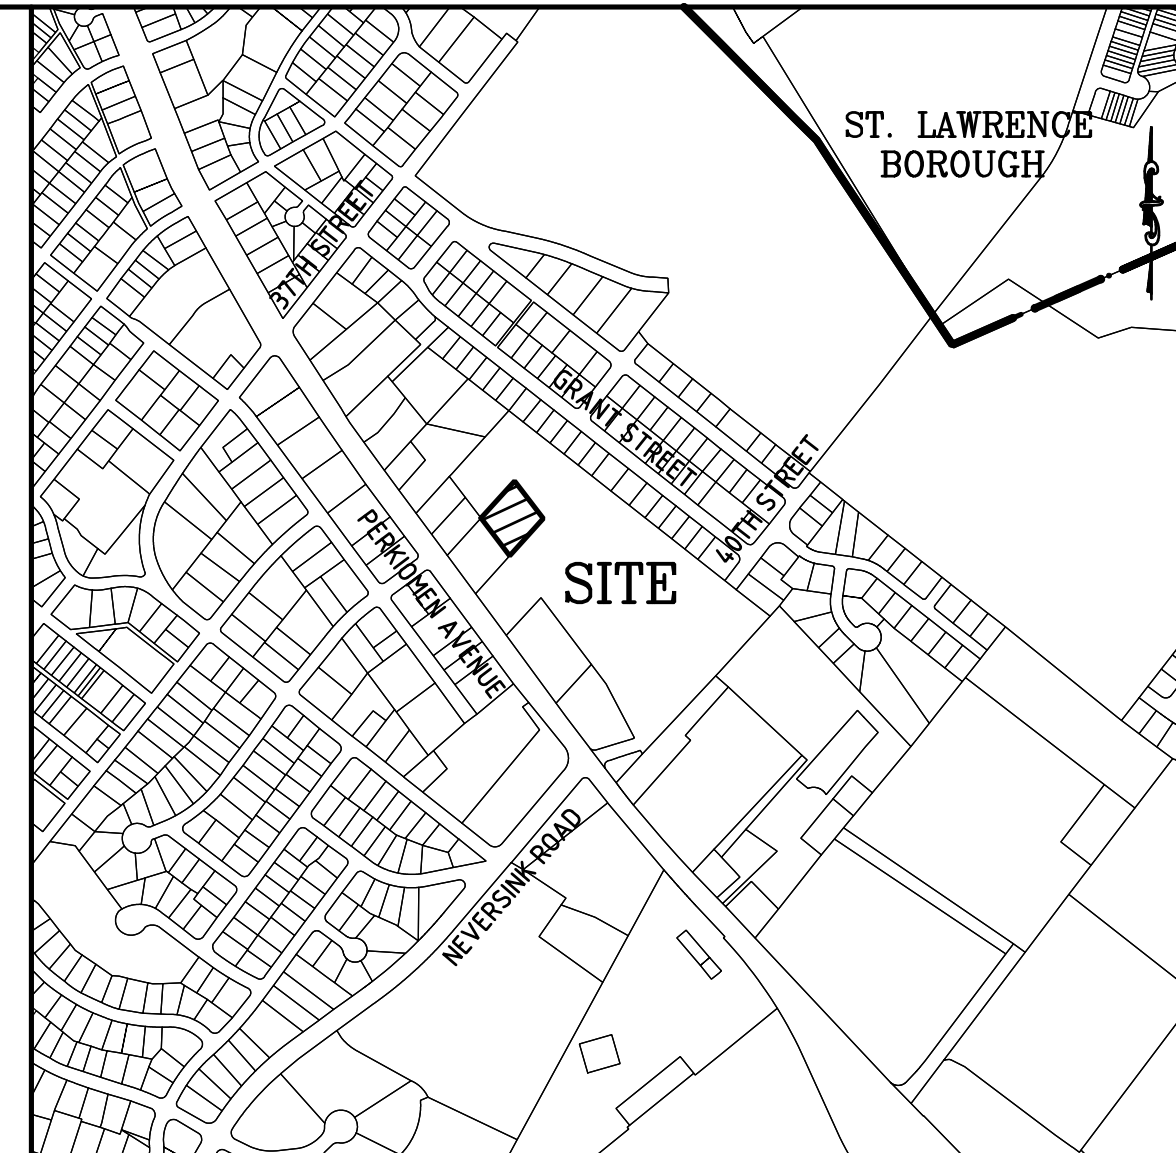 ST. LAWRENCE
BOROUGH
37TH STREET
GRANT STREET
40TH STREET
PERKIOMEN AVENUE
SITE
NEVERSINK ROAD